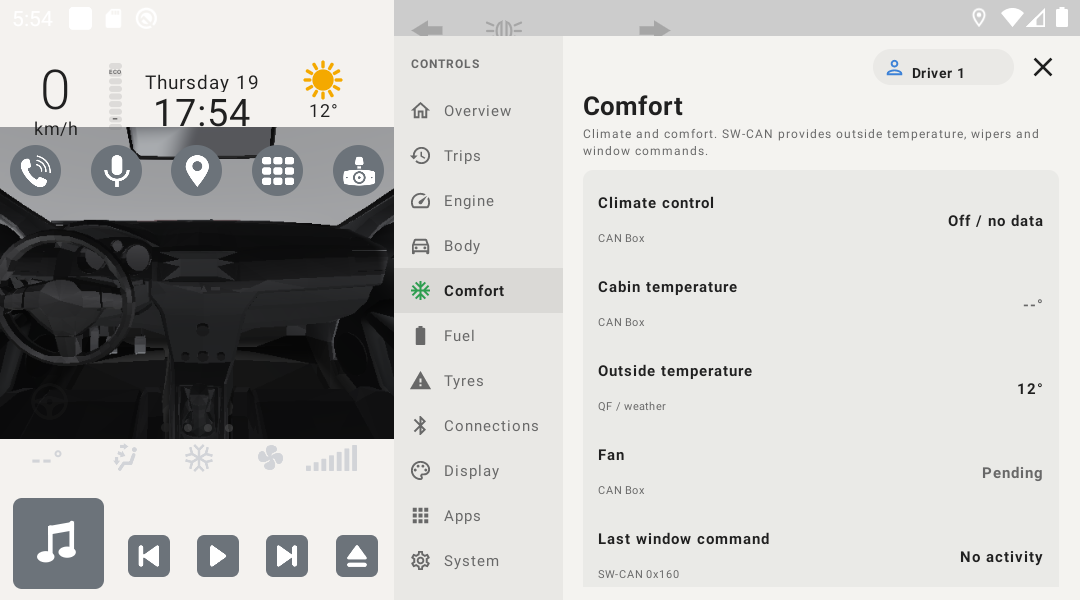 5:54
0
km/h
ECO
Thursday 19
17:54
12°
--°
CONTROLS
Overview
Trips
Engine
Body
Comfort
Fuel
Tyres
Connections
Display
Apps
System
Driver 1
Comfort
Climate and comfort. SW-CAN provides outside temperature, wipers and
window commands.
Climate control
CAN Box
Off / no data
Cabin temperature
CAN Box
--°
Outside temperature
QF / weather
12°
Fan
CAN Box
Pending
Last window command
SW-CAN 0x160
No activity